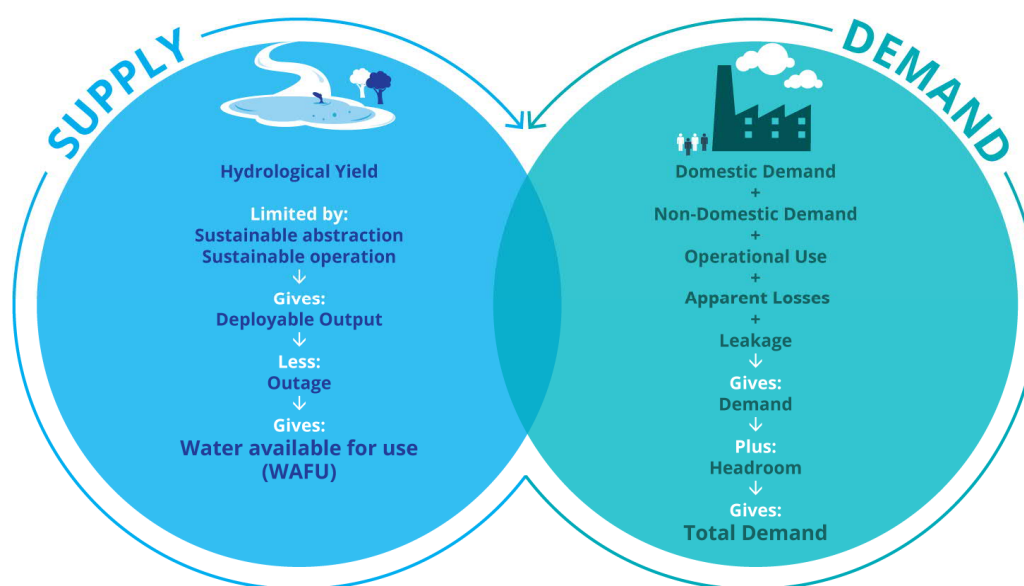 SUPPLY
Hydrological Yield
Limited by:
Sustainable abstraction
Sustainable operation
↓
Gives:
Deployable Output
↓
Less:
Outage
↓
Gives:
Water available for use
(WAFU)
DEMAND
Domestic Demand
+
Non-Domestic Demand
+
Operational Use
+
Apparent Losses
+
Leakage
↓
Gives:
Demand
↓
Plus:
Headroom
↓
Gives:
Total Demand